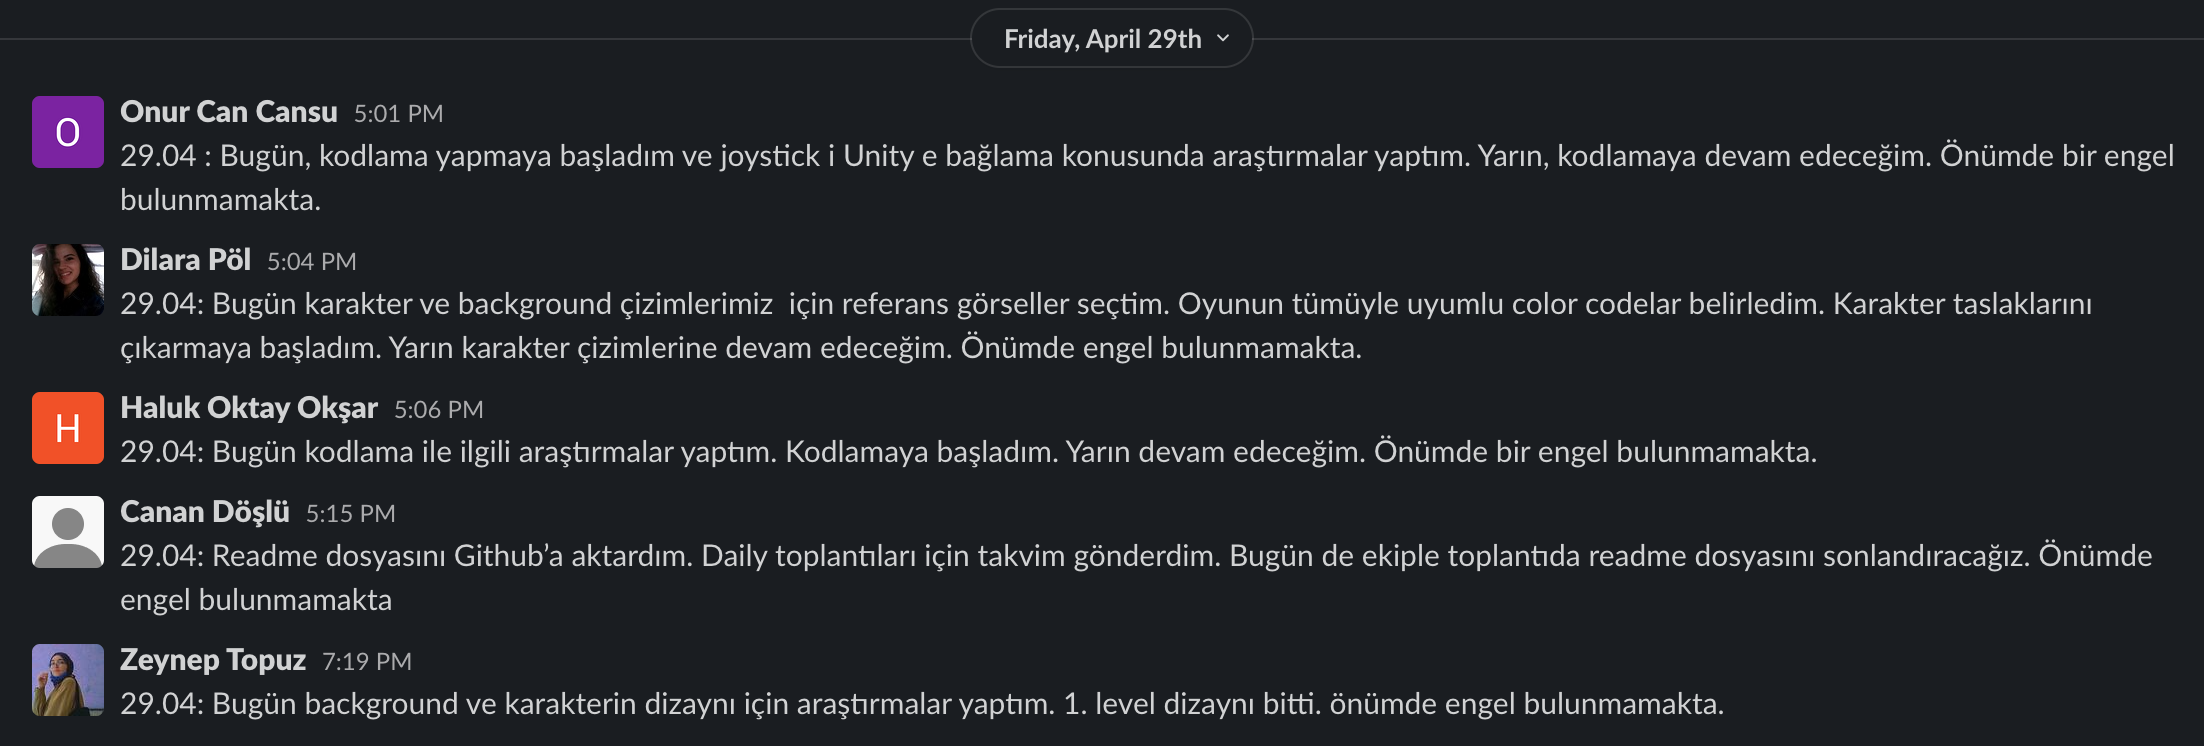 Friday, April 29th
O
Onur Can Cansu 5:01 PM
29.04 : Bugün, kodlama yapmaya başladım ve joystick i Unity e bağlama konusunda araştırmalar yaptım. Yarın, kodlamaya devam edeceğim. Önümde bir engel
bulunmamakta.
Dilara Pöl 5:04 PM
29.04: Bugün karakter ve background çizimlerimiz  için referans görseller seçtim. Oyunun tümüyle uyumlu color codelar belirledim. Karakter taslaklarını
çıkarmaya başladım. Yarın karakter çizimlerine devam edeceğim. Önümde engel bulunmamakta.
H
Haluk Oktay Okşar 5:06 PM
29.04: Bugün kodlama ile ilgili araştırmalar yaptım. Kodlamaya başladım. Yarın devam edeceğim. Önümde bir engel bulunmamakta.
Canan Döşlü 5:15 PM
29.04: Readme dosyasını Github’a aktardım. Daily toplantıları için takvim gönderdim. Bugün de ekiple toplantıda readme dosyasını sonlandıracağız. Önümde
engel bulunmamakta
Zeynep Topuz 7:19 PM
29.04: Bugün background ve karakterin dizaynı için araştırmalar yaptım. 1. level dizaynı bitti. önümde engel bulunmamakta.